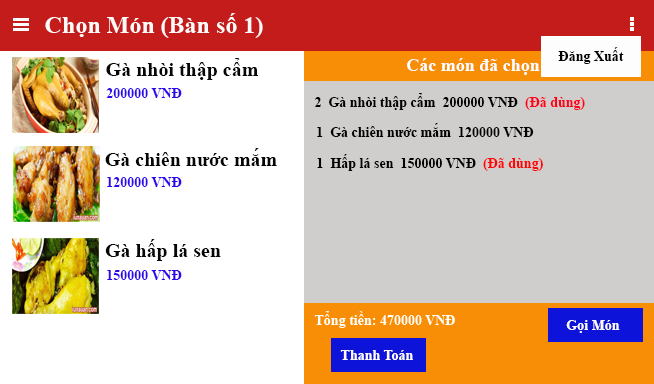 Chọn Món (Bàn số 1)
Đăng Xuất
Gà nhòi thập cẩm
200000 VNĐ
Gà chiên nước mắm
120000 VNĐ
Gà hấp lá sen
150000 VNĐ
Các món đã chọn
2 Gà nhòi thập cẩm 200000 VNĐ (Đã dùng)
1 Gà chiên nước mắm 120000 VNĐ
1 Hấp lá sen 150000 VNĐ (Đã dùng)
Tổng tiền: 470000 VNĐ
Gọi Món
Thanh Toán